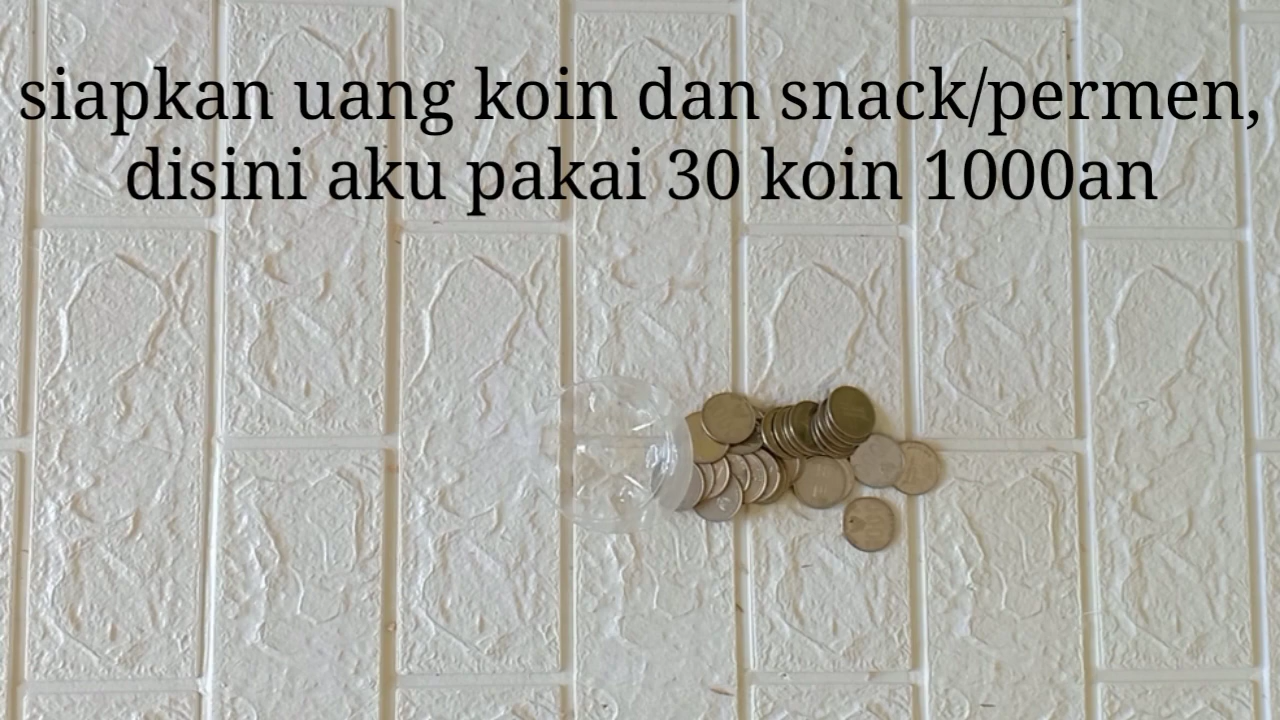 siapkan uang koin dan snack/permen,
disini aku pakai 30 koin 1000an